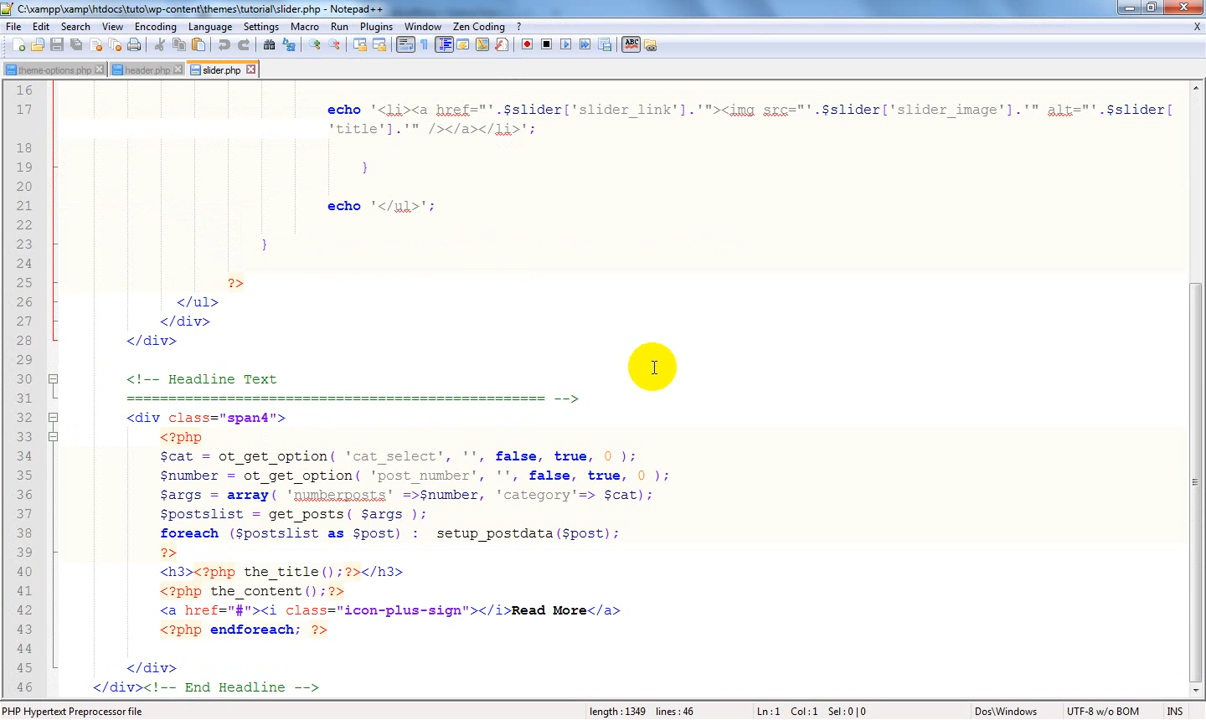 C:\xampp\xamp\htdocs\tuto\wp-content\themes\tutorial\slider.php - Notepad++
File Edit Search View Encoding Language Settings Macro Run Plugins Window Zen Coding ? X
theme-options.php header.php slider.php
16
17 echo '<li><a href="'.$slider['slider_link'].'"><img src="'.$slider['slider_image'].'" alt="'.$slider[
'title'].'" /></a></li>';
18
19 }
20
21 echo '</ul>';
22
23 }
24
25 ?>
26 </ul>
27 </div>
28 </div>
29
30 <!-- Headline Text
31 ================================================== -->
32 <div class="span4">
33 <?php
34 $cat = ot_get_option( 'cat_select', '', false, true, 0 );
35 $number = ot_get_option( 'post_number', '', false, true, 0 );
36 $args = array( 'numberposts' =>$number, 'category'=> $cat);
37 $postslist = get_posts( $args );
38 foreach ($postslist as $post) :  setup_postdata($post);
39 ?>
40 <h3><?php the_title();?></h3>
41 <?php the_content();?>
42 <a href="#"><i class="icon-plus-sign"></i>Read More</a>
43 <?php endforeach; ?>
44
45 </div>
46 </div><!-- End Headline -->
PHP Hypertext Preprocessor file length : 1349 lines : 46 Ln : 1 Col : 1 Sel : 0 | 0 Dos\Windows UTF-8 w/o BOM INS